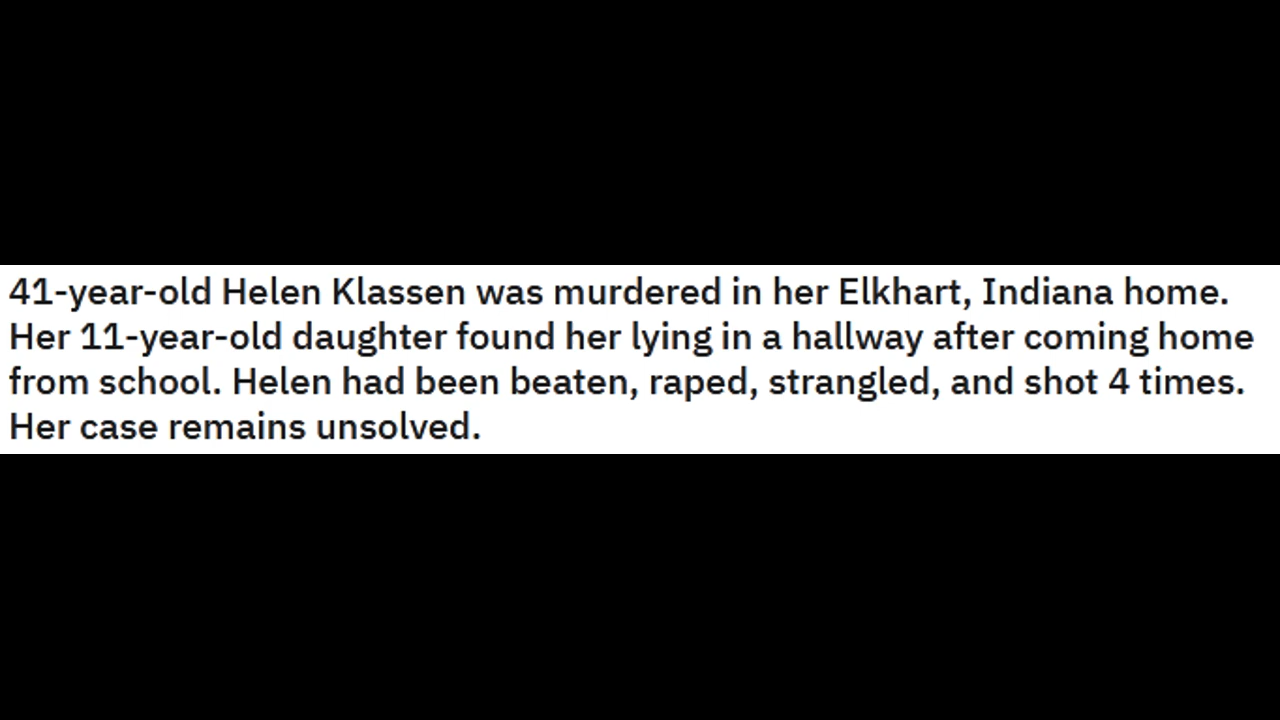 41-year-old Helen Klassen was murdered in her Elkhart, Indiana home.
Her 11-year-old daughter found her lying in a hallway after coming home
from school. Helen had been beaten, raped, strangled, and shot 4 times.
Her case remains unsolved.